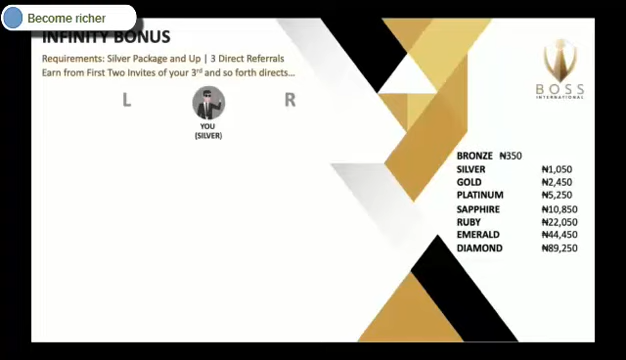 Become richer
INFINITY BONUS
Requirements: Silver Package and Up | 3 Direct Referrals
Earn from First Two Invites of your 3rd and so forth directs...
L
R
YOU
(SILVER)
BOSS
INTERNATIONAL
BRONZE ₦350
SILVER ₦1,050
GOLD ₦2,450
PLATINUM ₦5,250
SAPPHIRE ₦10,850
RUBY ₦22,050
EMERALD ₦44,450
DIAMOND ₦89,250